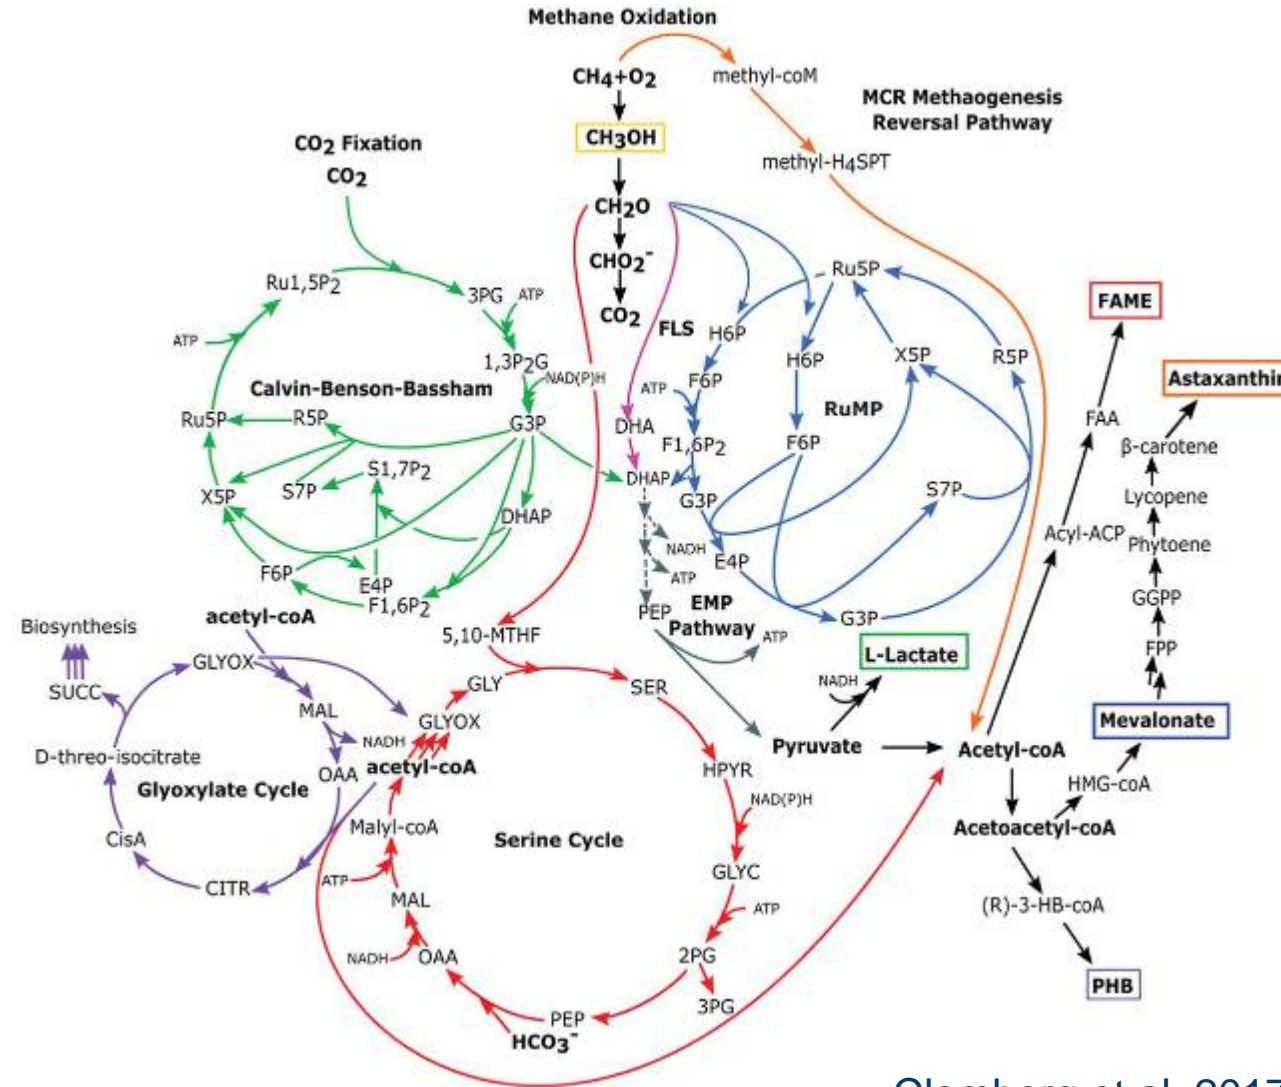 Methane Oxidation
CH4+O2
methyl-coM
MCR Methaogenesis
Reversal Pathway
CH3OH
methyl-H4SPT
CO2 Fixation
CO2
CH2O
CHO2-
CO2
FLS
Ru1,5P2
3PG
ATP
ATP
1,3P2G
NAD(P)H
Calvin-Benson-Bassham
Ru5P
R5P
G3P
S1,7P2
S7P
X5P
DHAP
F6P
E4P
F1,6P2
DHA
DHAP
Ru5P
H6P
H6P
X5P
R5P
F6P
ATP
RuMP
F1,6P2
F6P
G3P
S7P
E4P
G3P
NADH
ATP
PEP
EMP
Pathway
ATP
FAME
Astaxanthin
FAA
β-carotene
Lycopene
Acyl-ACP
Phytoene
GGPP
FPP
Mevalonate
HMG-coA
L-Lactate
NADH
Pyruvate
Acetyl-coA
Acetoacetyl-coA
(R)-3-HB-coA
PHB
acetyl-coA
Biosynthesis
GLYOX
SUCC
MAL
NADH
D-threo-isocitrate
OAA
Glyoxylate Cycle
CisA
CITR
5,10-MTHF
GLY
SER
GLYOX
acetyl-coA
HPYR
NAD(P)H
Malyl-coA
Serine Cycle
ATP
GLYC
MAL
ATP
NADH
OAA
2PG
3PG
PEP
HCO3-